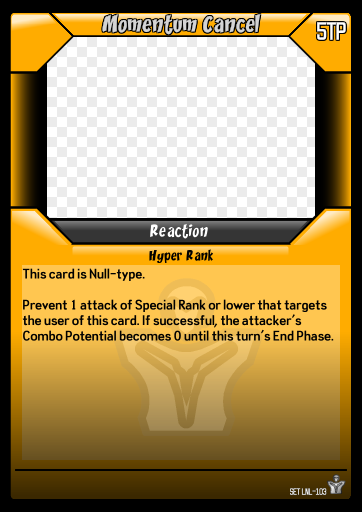 Momentum Cancel
5TP
Reaction
Hyper Rank
This card is Null-type.
Prevent 1 attack of Special Rank or lower that targets
the user of this card. If successful, the attacker's
Combo Potential becomes 0 until this turn's End Phase.
SET LNL-103